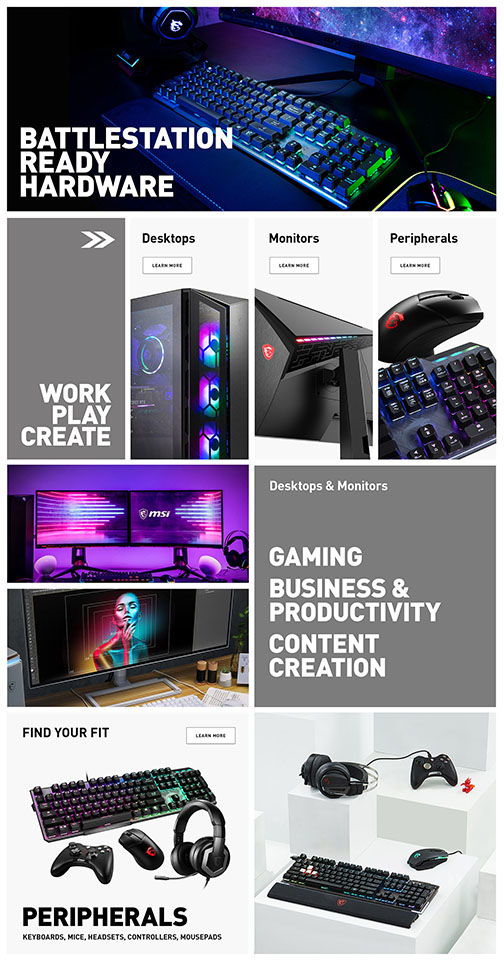 BATTLESTATION
READY
HARDWARE
WORK
PLAY
CREATE
Desktops
LEARN MORE
Monitors
LEARN MORE
Peripherals
LEARN MORE
msi
Desktops & Monitors
GAMING
BUSINESS &
PRODUCTIVITY
CONTENT
CREATION
FIND YOUR FIT
LEARN MORE
PERIPHERALS
KEYBOARDS, MICE, HEADSETS, CONTROLLERS, MOUSEPADS